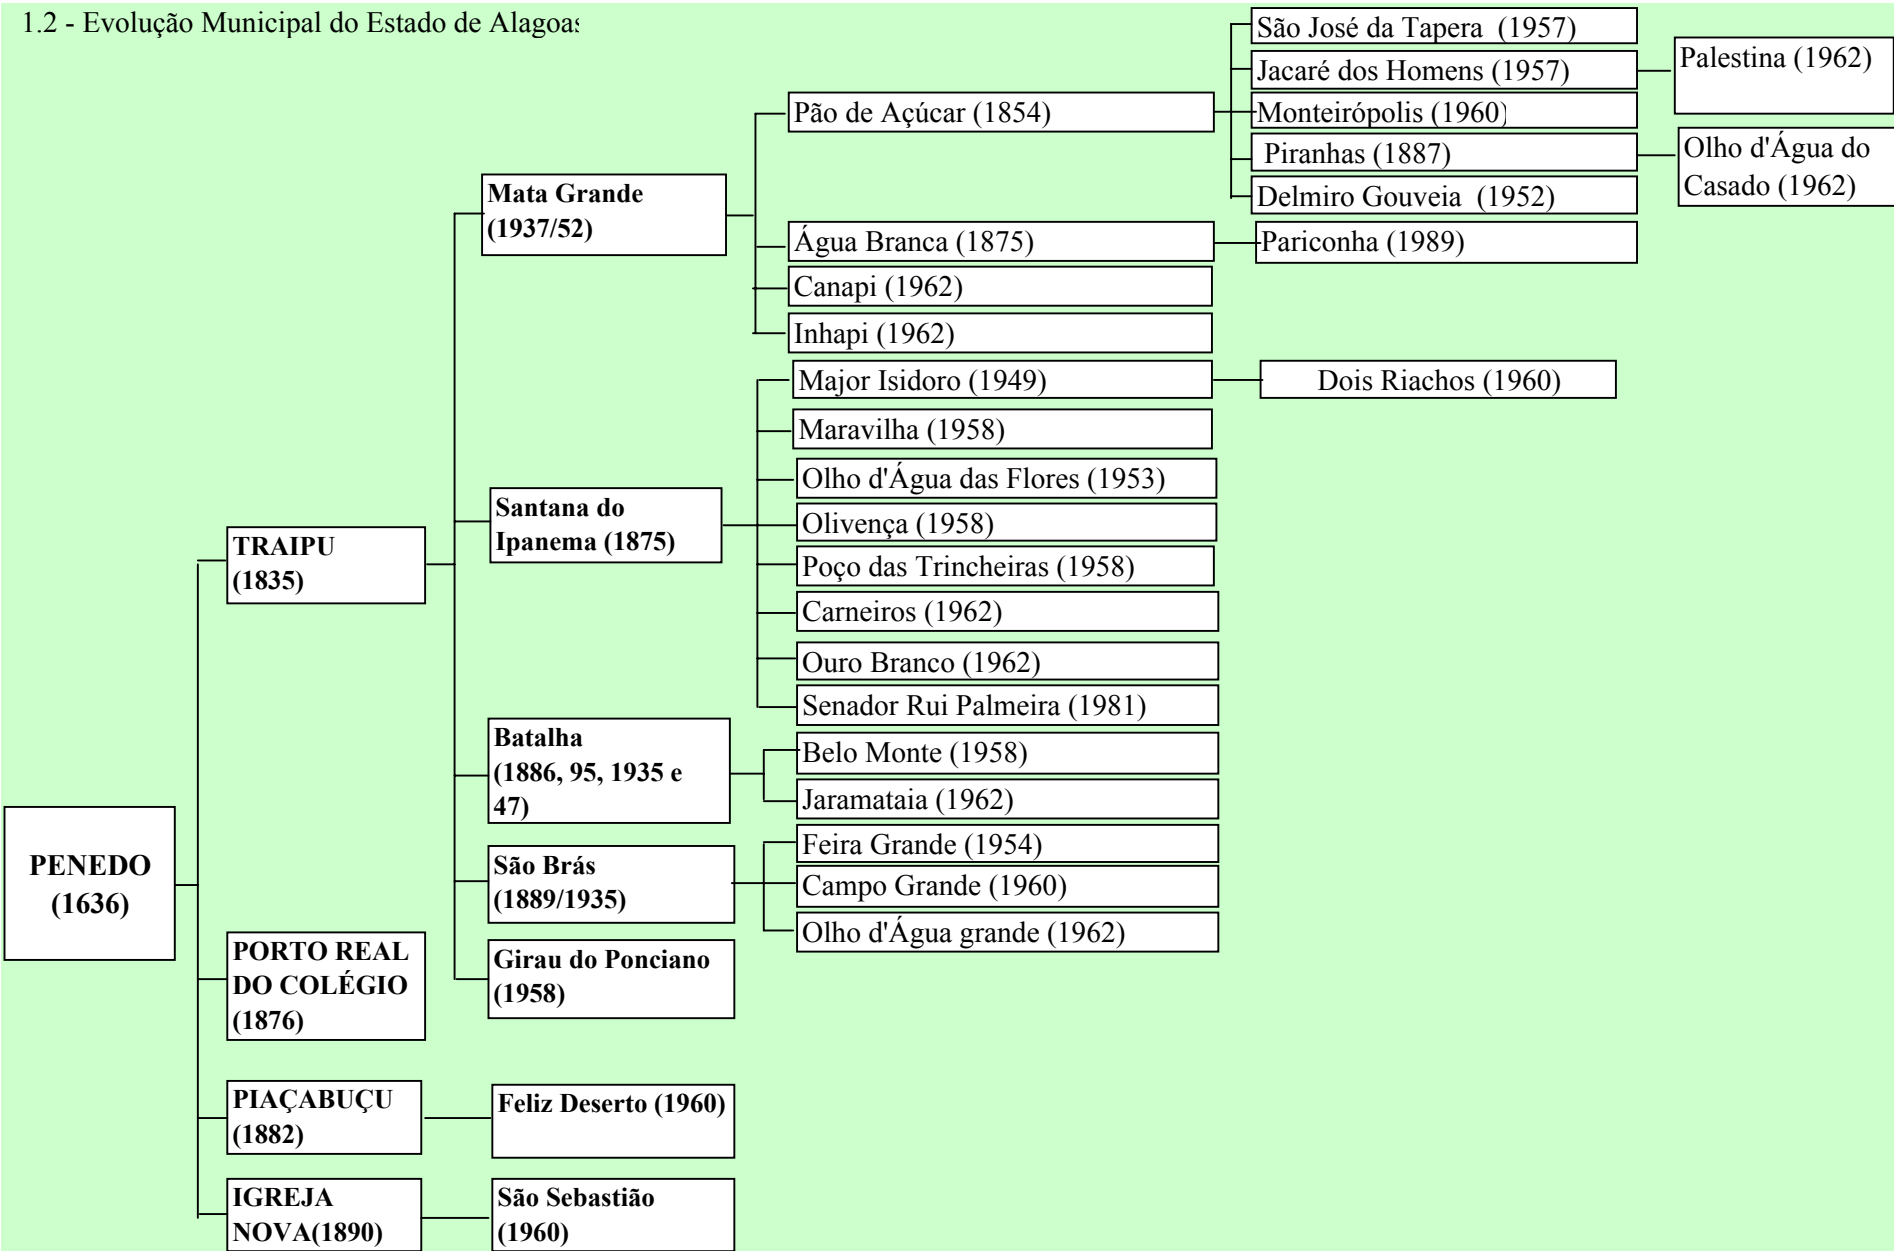 1.2 - Evolução Municipal do Estado de Alagoas
São José da Tapera (1957)
Jacaré dos Homens (1957)
Palestina (1962)
Pão de Açúcar (1854)
Monteirópolis (1960)
Piranhas (1887)
Olho d'Água do
Casado (1962)
Delmiro Gouveia (1952)
Mata Grande
(1937/52)
Água Branca (1875)
Pariconha (1989)
Canapi (1962)
Inhapi (1962)
Major Isidoro (1949)
Dois Riachos (1960)
Maravilha (1958)
Olho d'Água das Flores (1953)
Santana do
Ipanema (1875)
Olivença (1958)
Poço das Trincheiras (1958)
Carneiros (1962)
Ouro Branco (1962)
Senador Rui Palmeira (1981)
TRAIPU
(1835)
Batalha
(1886, 95, 1935 e
47)
Belo Monte (1958)
Jaramataia (1962)
São Brás
(1889/1935)
Feira Grande (1954)
Campo Grande (1960)
Olho d'Água grande (1962)
Girau do Ponciano
(1958)
PENEDO
(1636)
PORTO REAL
DO COLÉGIO
(1876)
PIAÇABUÇU
(1882)
Feliz Deserto (1960)
IGREJA
NOVA(1890)
São Sebastião
(1960)